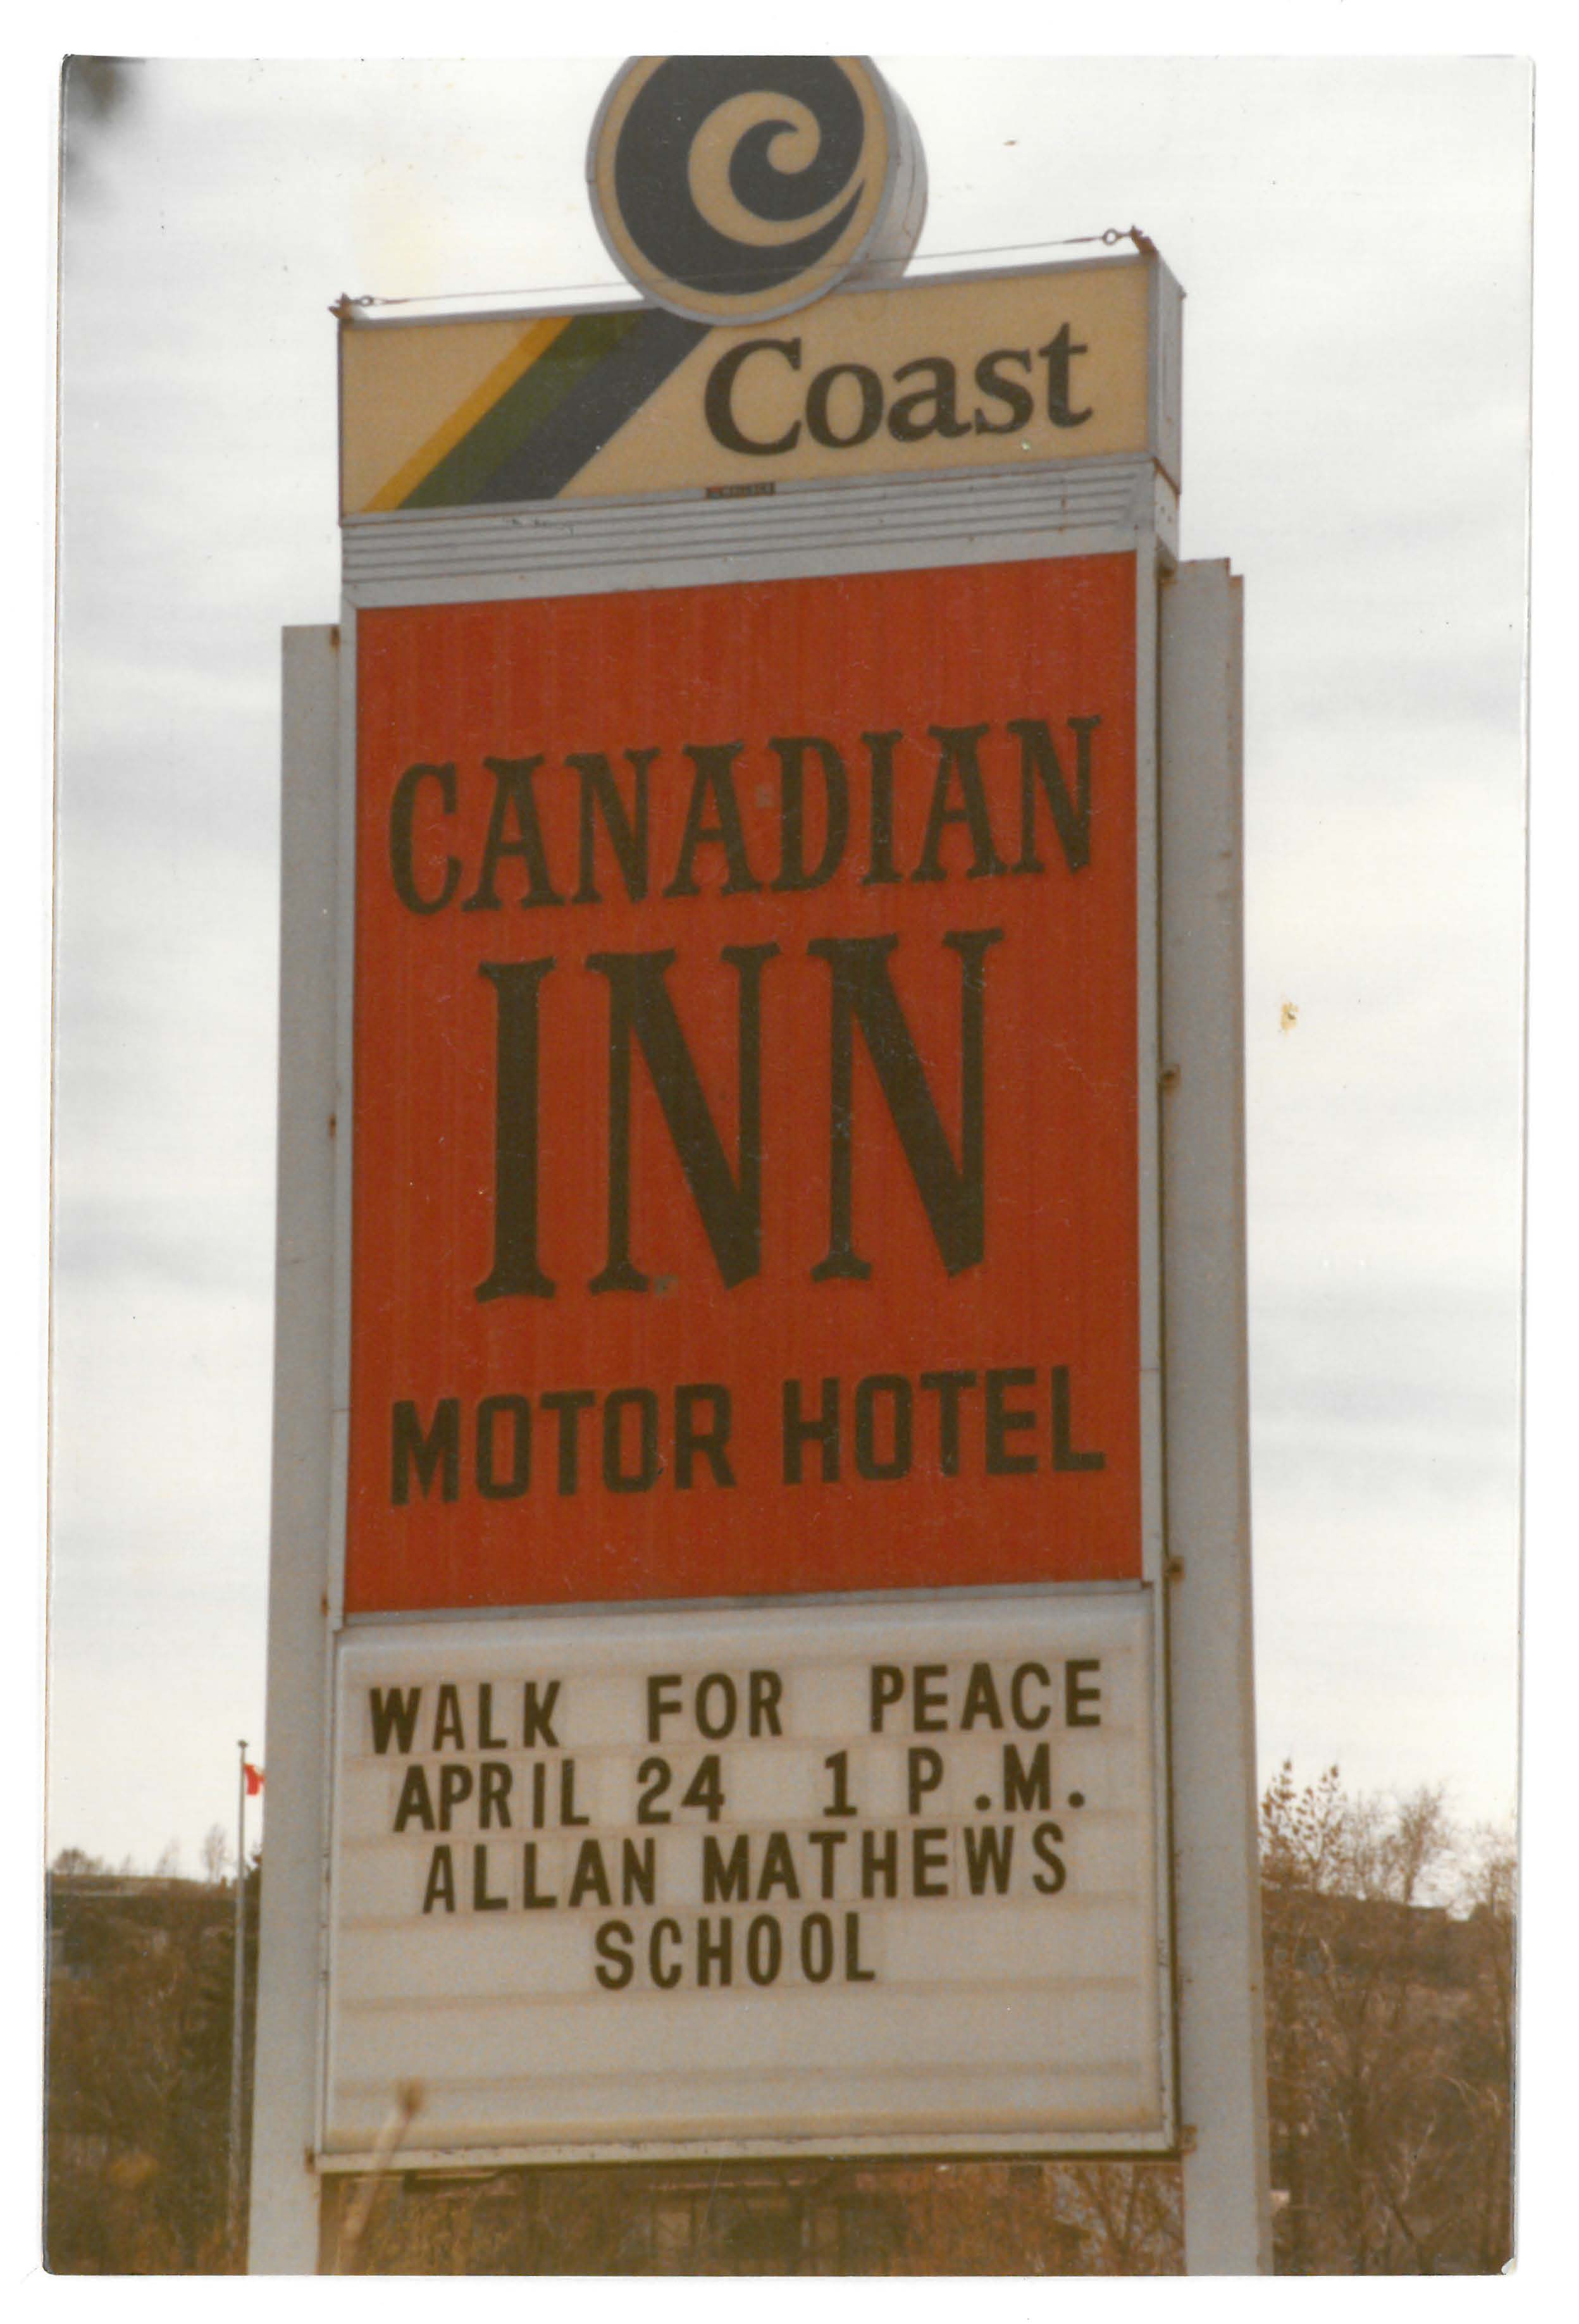 Coast
CANADIAN
INN
MOTOR HOTEL
WALK FOR PEACE
APRIL 24 1 P.M.
ALLAN MATHEWS
SCHOOL